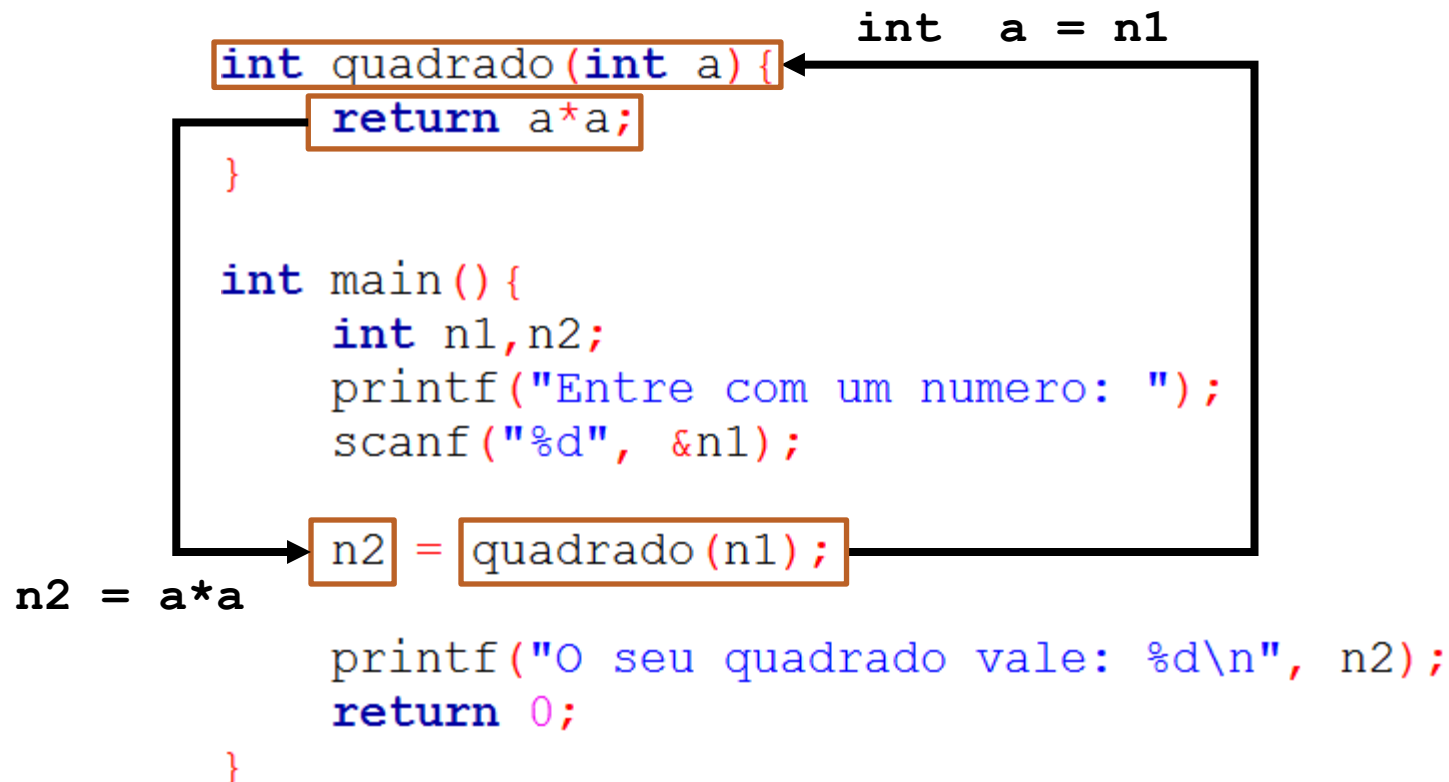 int  a = n1
int quadrado(int a){
return a*a;
}
int main(){
int n1,n2;
printf("Entre com um numero: ");
scanf("%d", &n1);
n2 = quadrado(n1);
n2 = a*a
printf("O seu quadrado vale: %d\n", n2);
return 0;
}